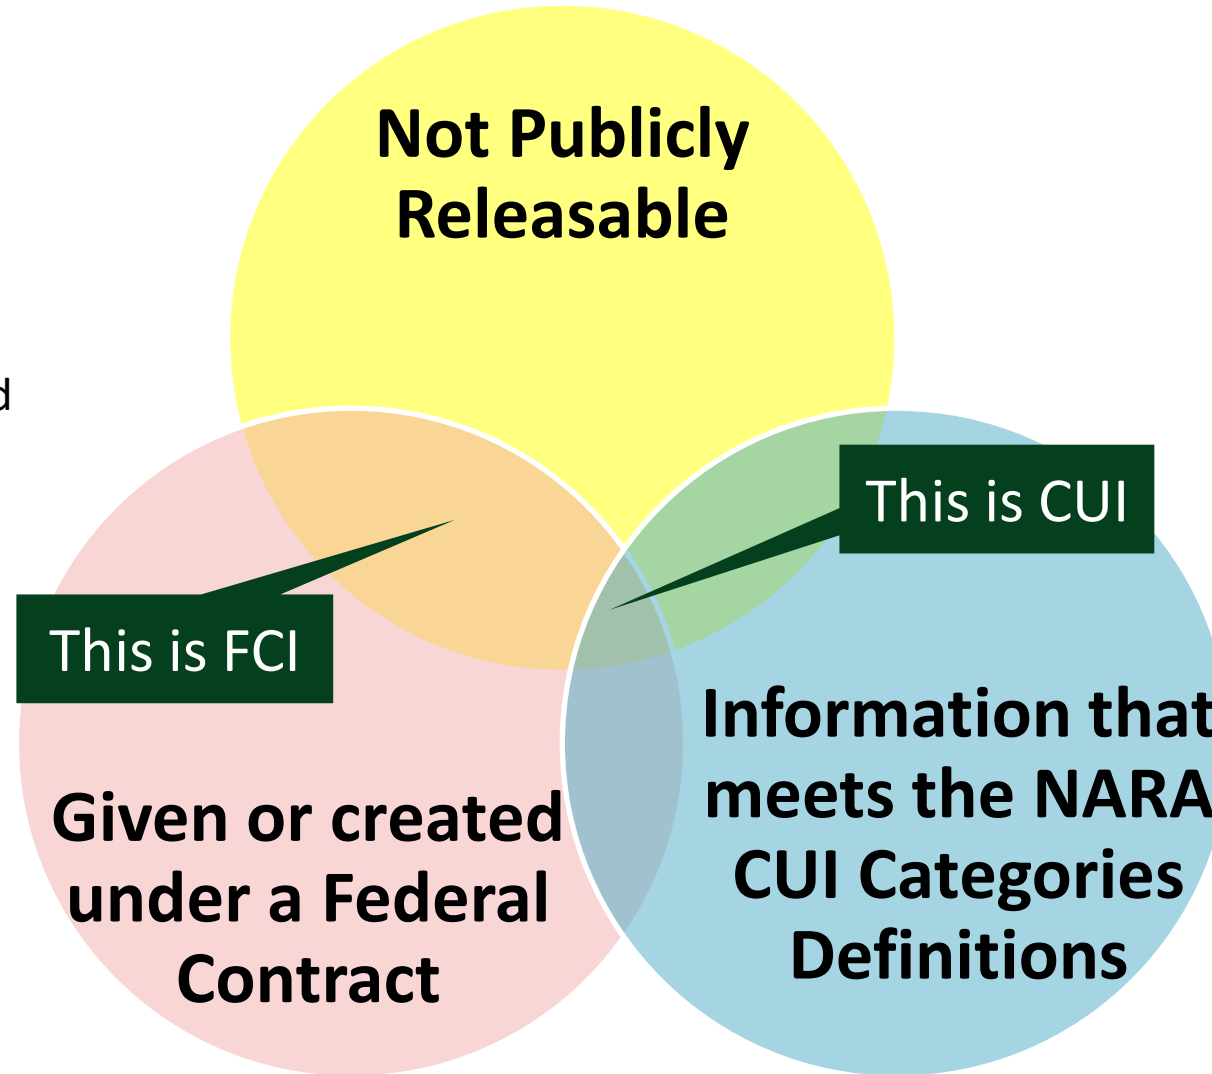 Not Publicly
Releasable
d
This is CUI
This is FCI
Information that
meets the NARA
CUI Categories
Definitions
Given or created
under a Federal
Contract